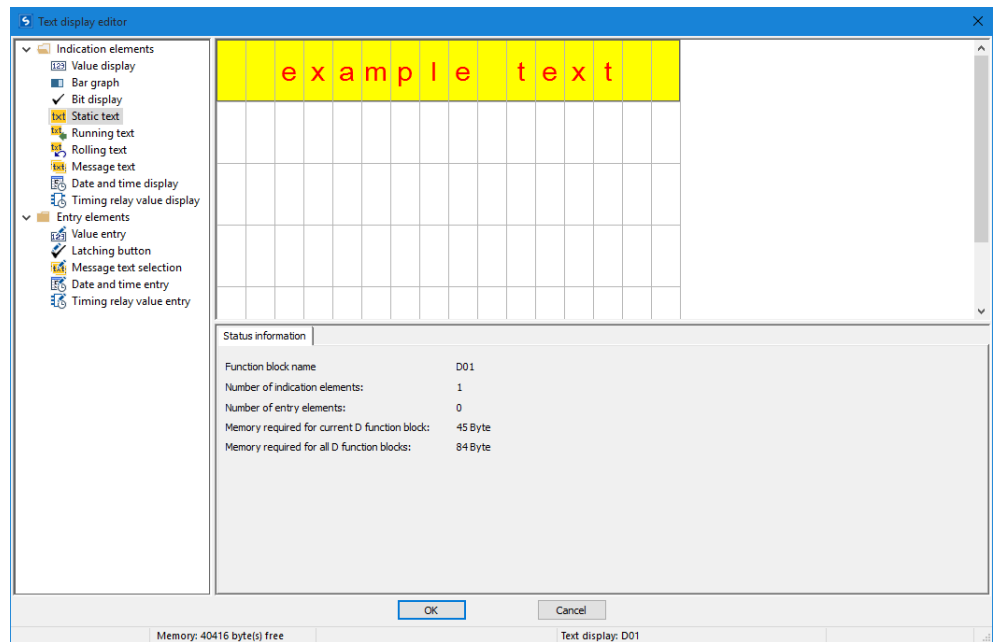 Text display editor
Indication elements
Value display
Bar graph
Bit display
Static text
Running text
Rolling text
Message text
Date and time display
Timing relay value display
Entry elements
Value entry
Latching button
Message text selection
Date and time entry
Timing relay value entry
example text
Status information
Function block name D01
Number of indication elements: 1
Number of entry elements: 0
Memory required for current D function block: 45 Byte
Memory required for all D function blocks: 84 Byte
OK Cancel
Memory: 40416 byte(s) free Text display: D01